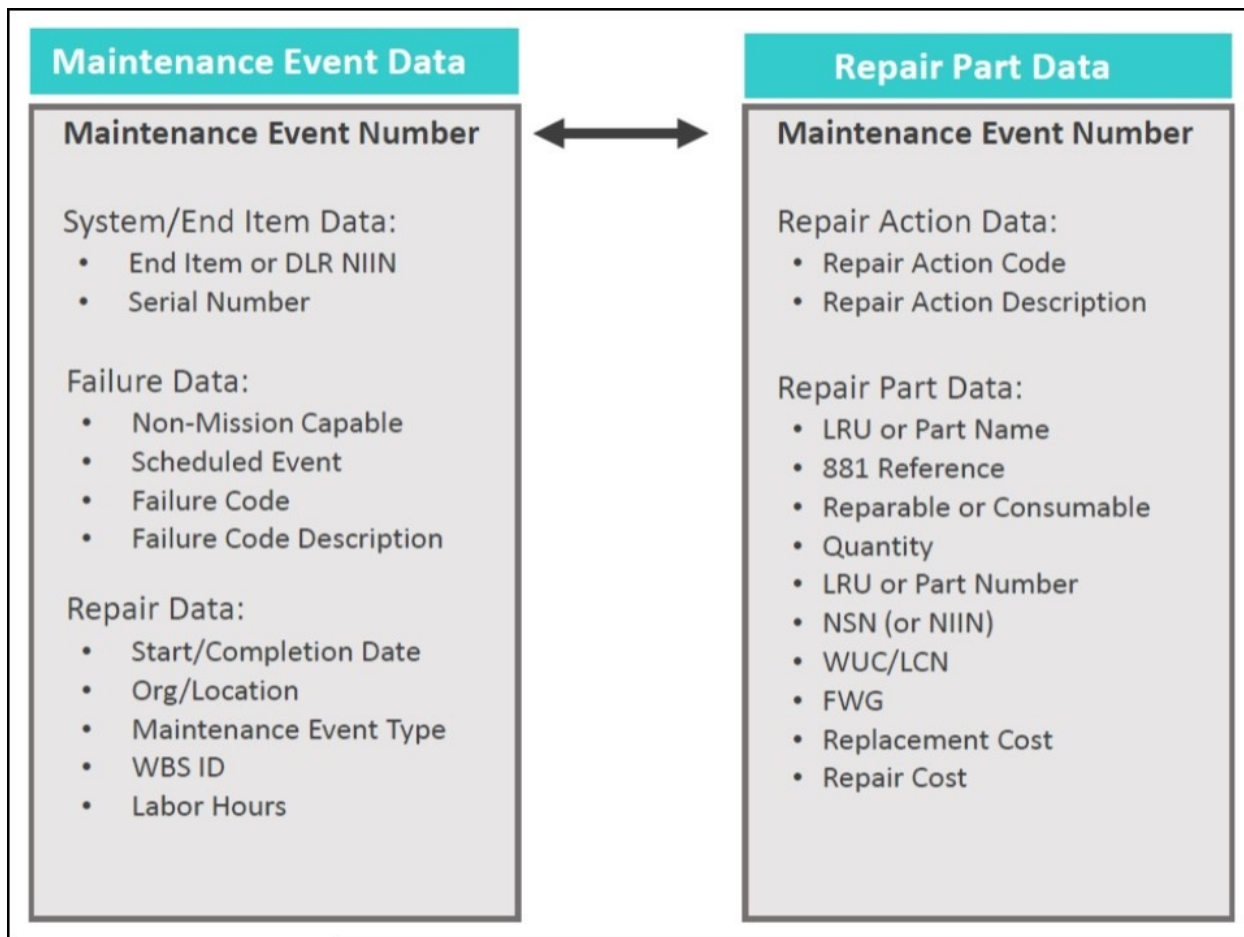 Maintenance Event Data
Maintenance Event Number
System/End Item Data:
• End Item or DLR NIIN
• Serial Number
Failure Data:
• Non-Mission Capable
• Scheduled Event
• Failure Code
• Failure Code Description
Repair Data:
• Start/Completion Date
• Org/Location
• Maintenance Event Type
• WBS ID
• Labor Hours
Repair Part Data
Maintenance Event Number
Repair Action Data:
• Repair Action Code
• Repair Action Description
Repair Part Data:
• LRU or Part Name
• 881 Reference
• Reparable or Consumable
• Quantity
• LRU or Part Number
• NSN (or NIIN)
• WUC/LCN
• FWG
• Replacement Cost
• Repair Cost